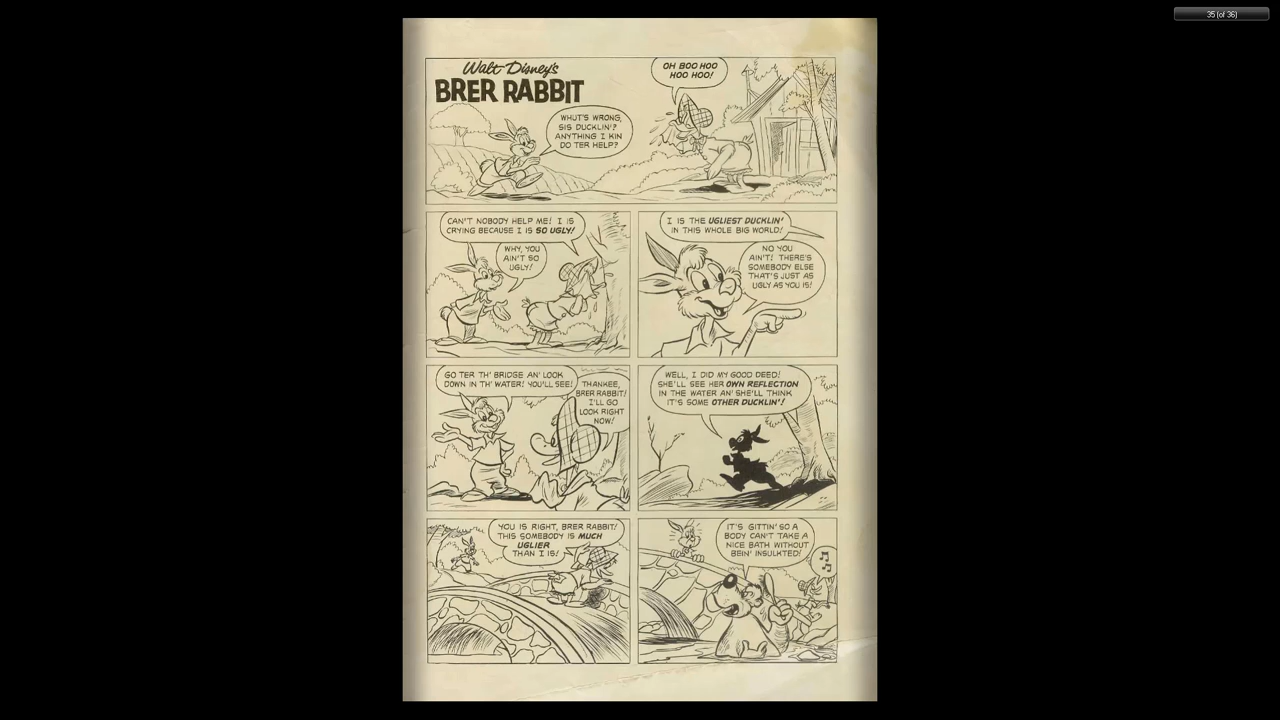 35 (of 36)
Walt Disney's
BRER RABBIT
WHUT'S WRONG,
SIS DUCKLIN'?
ANYTHING I KIN
DO TER HELP?
OH BOO HOO
HOO HOO!
CAN'T NOBODY HELP ME! I IS
CRYING BECAUSE I IS SO UGLY!
WHY, YOU
AIN'T SO
UGLY!
I IS THE UGLIEST DUCKLIN'
IN THIS WHOLE BIG WORLD!
NO YOU
AIN'T! THERE'S
SOMEBODY ELSE
THAT'S JUST AS
UGLY AS YOU IS!
GO TER TH' BRIDGE AN' LOOK
DOWN IN TH' WATER! YOU'LL SEE!
THANKEE,
BRER RABBIT!
I'LL GO
LOOK RIGHT
NOW!
WELL, I DID MY GOOD DEED!
SHE'LL SEE HER OWN REFLECTION
IN THE WATER AN' SHE'LL THINK
IT'S SOME OTHER DUCKLIN'!
YOU IS RIGHT, BRER RABBIT!
THIS SOMEBODY IS MUCH
UGLIER
THAN I IS!
IT'S GITTIN' SO A
BODY CAN'T TAKE A
NICE BATH WITHOUT
BEIN' INSULKTED!